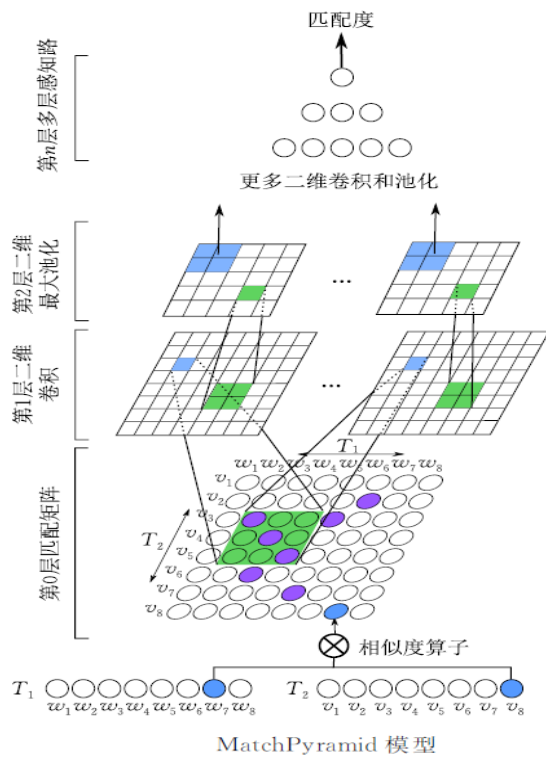 匹配度
第n层多层感知路
更多二维卷积和池化
第2层二维
最大池化
...
...
第1层二维
卷积
...
第0层匹配矩阵
T1
w1 w2 w3 w4 w5 w6 w7 w8
T2
v1
v2
v3
v4
v5
v6
v7
v8
相似度算子
T1
w1 w2 w3 w4 w5 w6 w7 w8
T2
v1 v2 v3 v4 v5 v6 v7 v8
MatchPyramid 模型